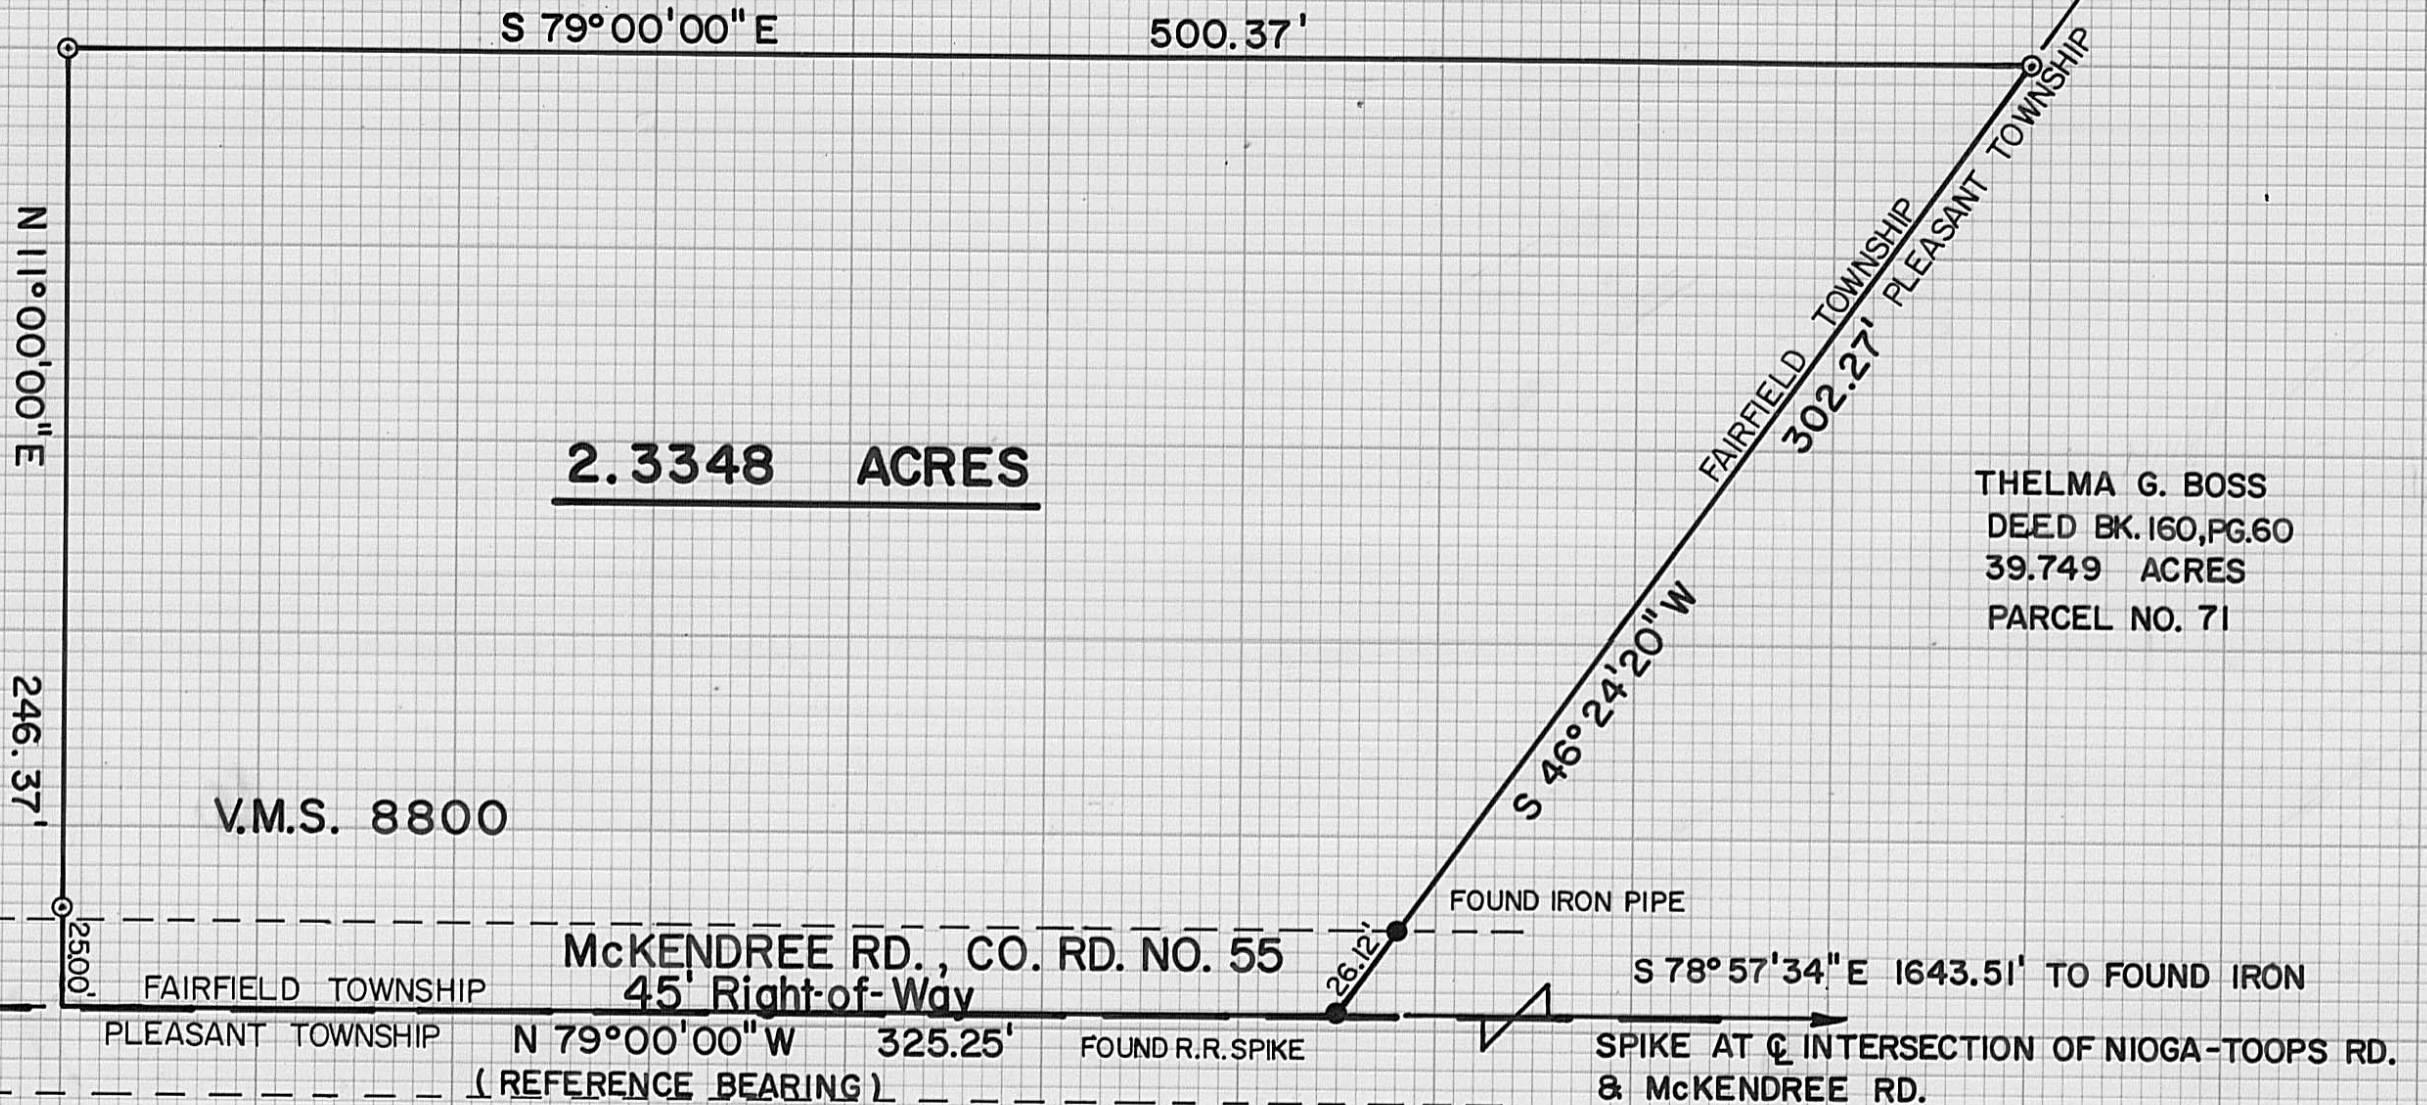 S 79°00'00" E 500.37'
N 11°00'00" E 246.37'
25.00'
2.3348 ACRES
V.M.S. 8800
FAIRFIELD TOWNSHIP
PLEASANT TOWNSHIP
302.27'
S 46°24'20" W
26.12'
THELMA G. BOSS
DEED BK. 160, PG. 60
39.749 ACRES
PARCEL NO. 71
FOUND IRON PIPE
McKENDREE RD., CO. RD. NO. 55
45' Right-of-Way
FAIRFIELD TOWNSHIP
PLEASANT TOWNSHIP
N 79°00'00" W 325.25'
(REFERENCE BEARING)
FOUND R.R. SPIKE
S 78°57'34" E 1643.51' TO FOUND IRON
SPIKE AT ℄ INTERSECTION OF NIOGA-TOOPS RD.
& McKENDREE RD.